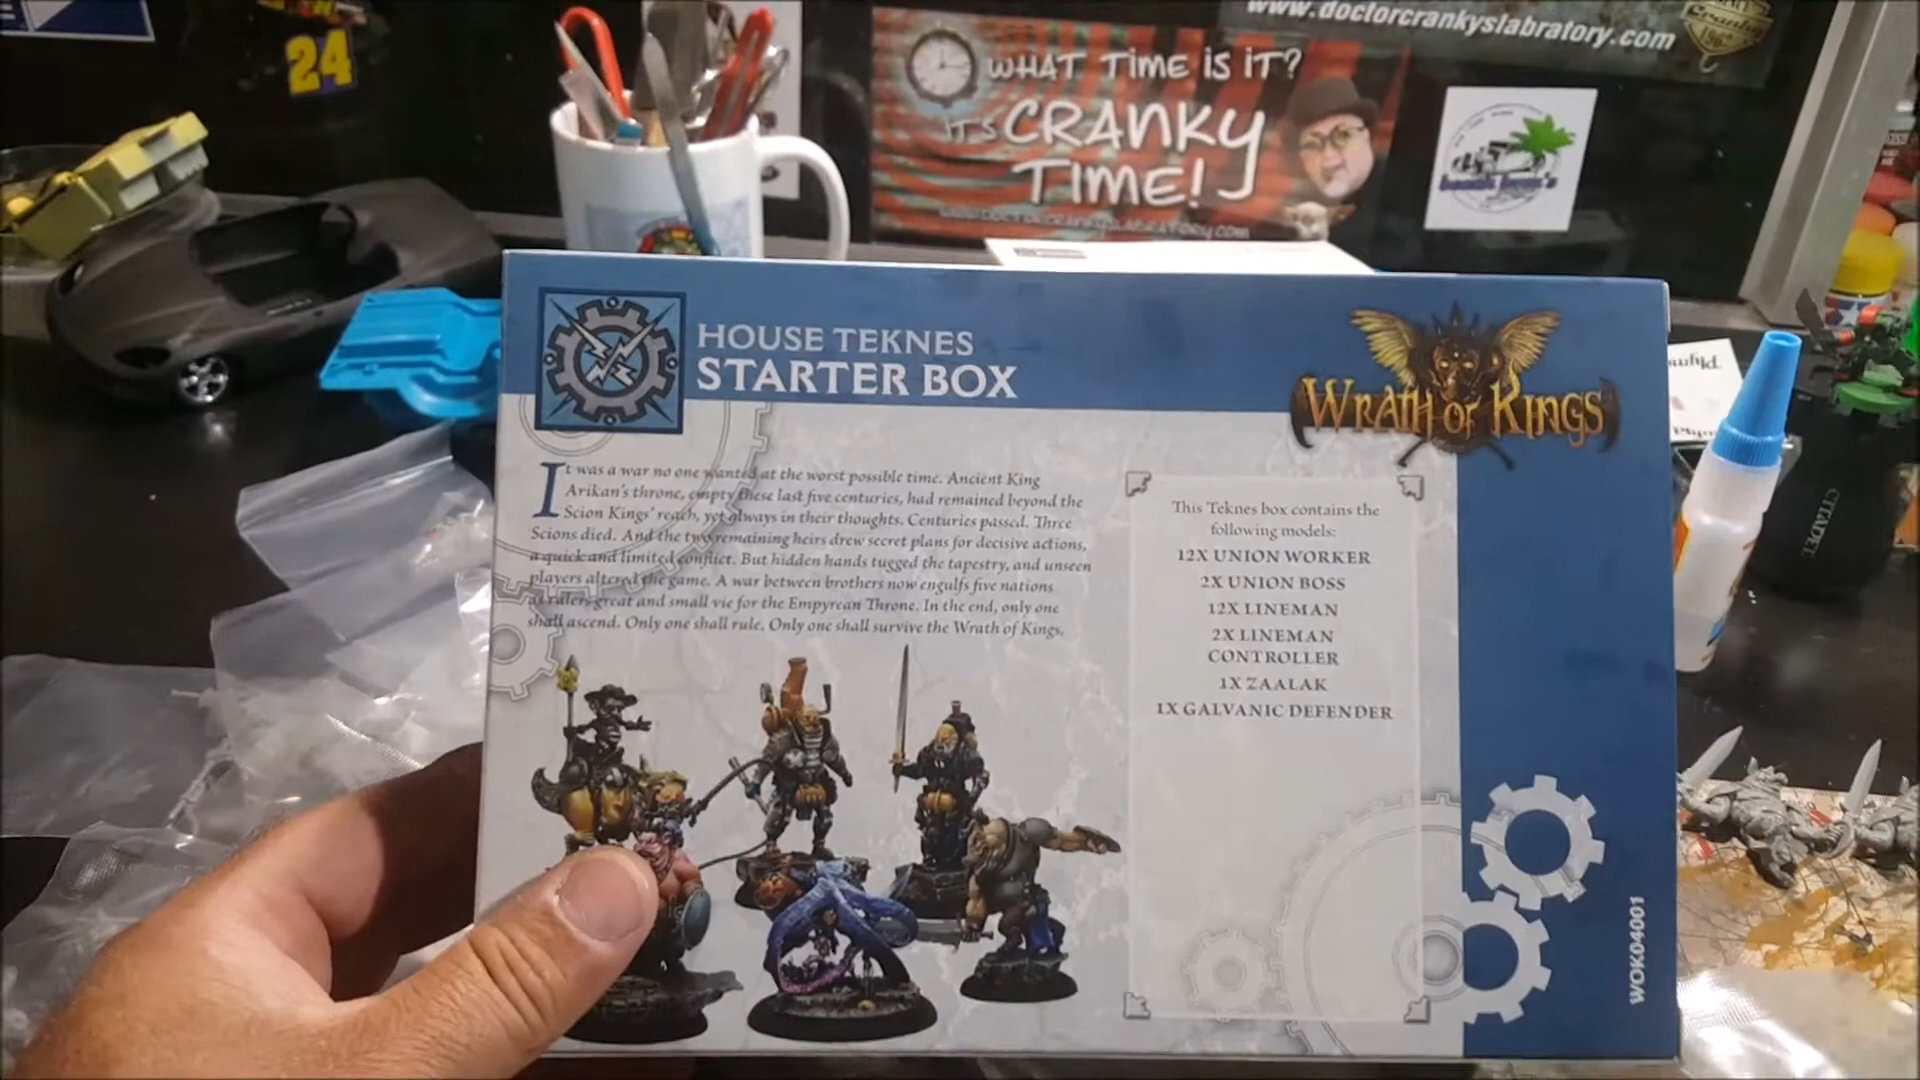 24
www.doctorcrankyslabratory.com
WHAT TIME IS IT?
IT'S CRANKY
TIME!
www.doctorcrankyslabratory.com
HOUSE TEKNES
STARTER BOX
WRATH OF KINGS
It was a war no one wanted at the worst possible time. Ancient King
Arikan's throne, empty these last five centuries, had remained beyond the
Scion Kings' reach, yet always in their thoughts. Centuries passed. Three
Scions died. And the two remaining heirs drew secret plans for decisive actions,
a quick and limited conflict. But hidden hands tugged the tapestry, and unseen
players altered the game. A war between brothers now engulfs five nations
as rulers great and small vie for the Empyrean Throne. In the end, only one
shall ascend. Only one shall rule. Only one shall survive the Wrath of Kings.
This Teknes box contains the
following models:
12X UNION WORKER
2X UNION BOSS
12X LINEMAN
2X LINEMAN
CONTROLLER
1X ZAALAK
1X GALVANIC DEFENDER
WOK04001
CITADEL